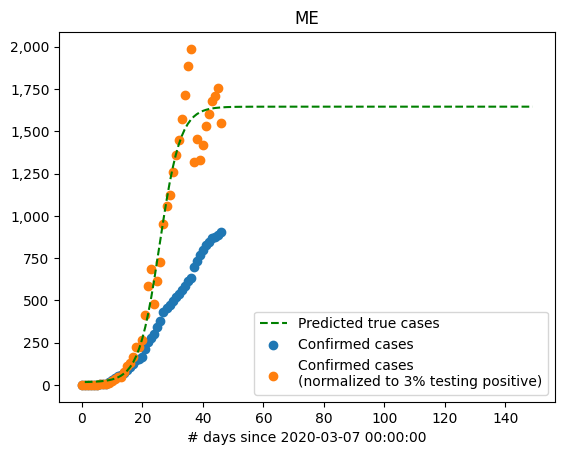 ME
2,000
1,750
1,500
1,250
1,000
750
500
250
0
Predicted true cases
Confirmed cases
Confirmed cases
(normalized to 3% testing positive)
0 20 40 60 80 100 120 140
# days since 2020-03-07 00:00:00